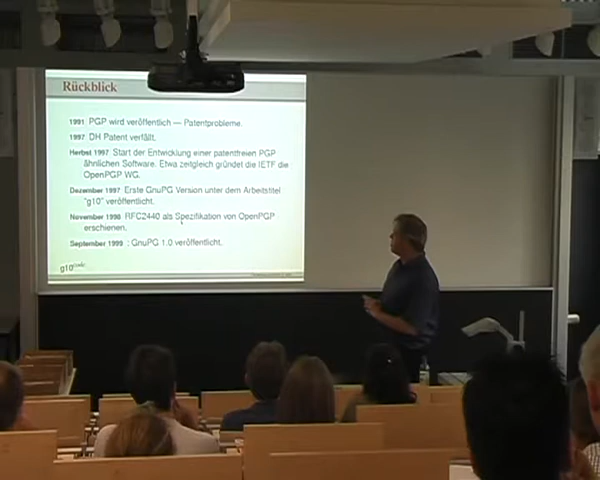 Rückblick
1991 PGP wird veröffentlich — Patentprobleme.
1997 DH Patent verfällt.
Herbst 1997 Start der Entwicklung einer patentfreien PGP
ähnlichen Software. Etwa zeitgleich gründet die IETF die
OpenPGP WG.
Dezember 1997 Erste GnuPG Version unter dem Arbeitstitel
"g10" veröffentlicht.
November 1998 RFC2440 als Spezifikation von OpenPGP
erschienen.
September 1999 : GnuPG 1.0 veröffentlicht.
g10code